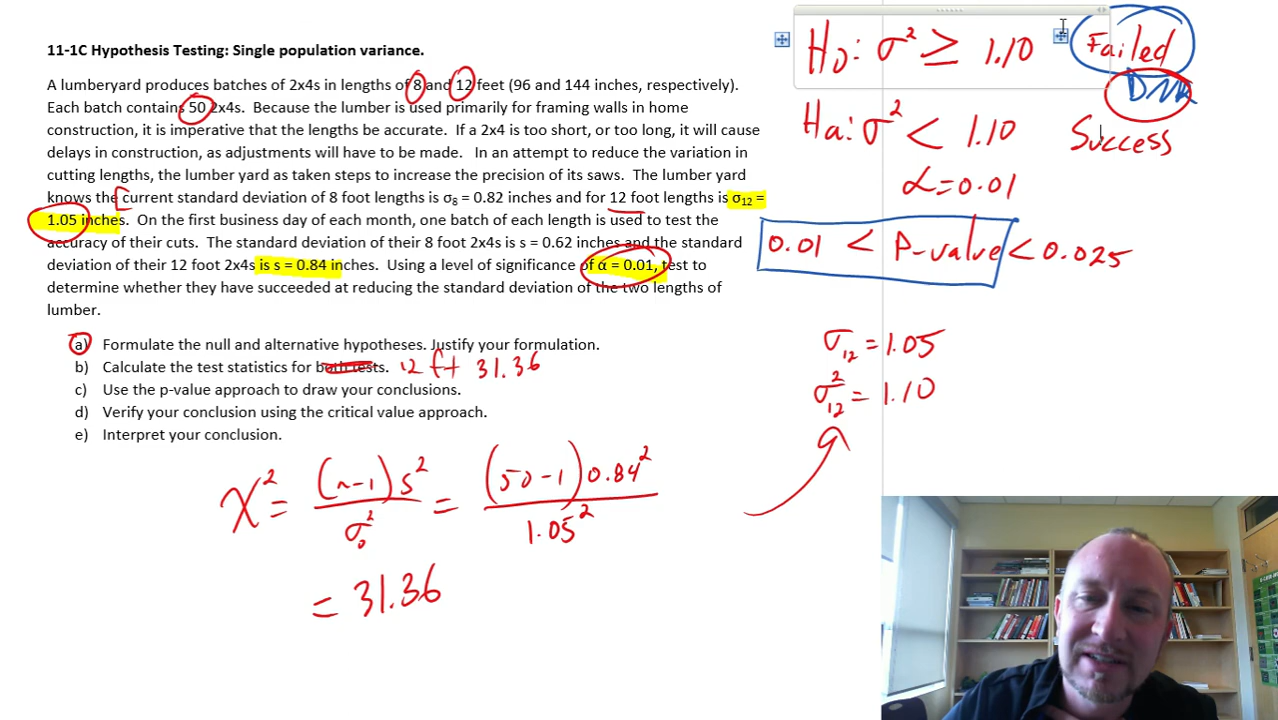 11-1C Hypothesis Testing: Single population variance.
A lumberyard produces batches of 2x4s in lengths of 8 and 12 feet (96 and 144 inches, respectively).
Each batch contains 50 2x4s. Because the lumber is used primarily for framing walls in home
construction, it is imperative that the lengths be accurate. If a 2x4 is too short, or too long, it will cause
delays in construction, as adjustments will have to be made. In an attempt to reduce the variation in
cutting lengths, the lumber yard as taken steps to increase the precision of its saws. The lumber yard
knows the current standard deviation of 8 foot lengths is σ8 = 0.82 inches and for 12 foot lengths is σ12 =
1.05 inches. On the first business day of each month, one batch of each length is used to test the
accuracy of their cuts. The standard deviation of their 8 foot 2x4s is s = 0.62 inches and the standard
deviation of their 12 foot 2x4s is s = 0.84 inches. Using a level of significance of α = 0.01, test to
determine whether they have succeeded at reducing the standard deviation of the two lengths of
lumber.
a) Formulate the null and alternative hypotheses. Justify your formulation.
b) Calculate the test statistics for both tests. 12 ft 31.36
c) Use the p-value approach to draw your conclusions.
d) Verify your conclusion using the critical value approach.
e) Interpret your conclusion.
χ² = (n-1)s² / σ₀² = (50-1)0.84² / 1.05²
= 31.36
Ho: σ² ≥ 1.10 Failed
DNR
Ha: σ² < 1.10 Success
α = 0.01
0.01 < P-value < 0.025
σ12 = 1.05
σ²12 = 1.10